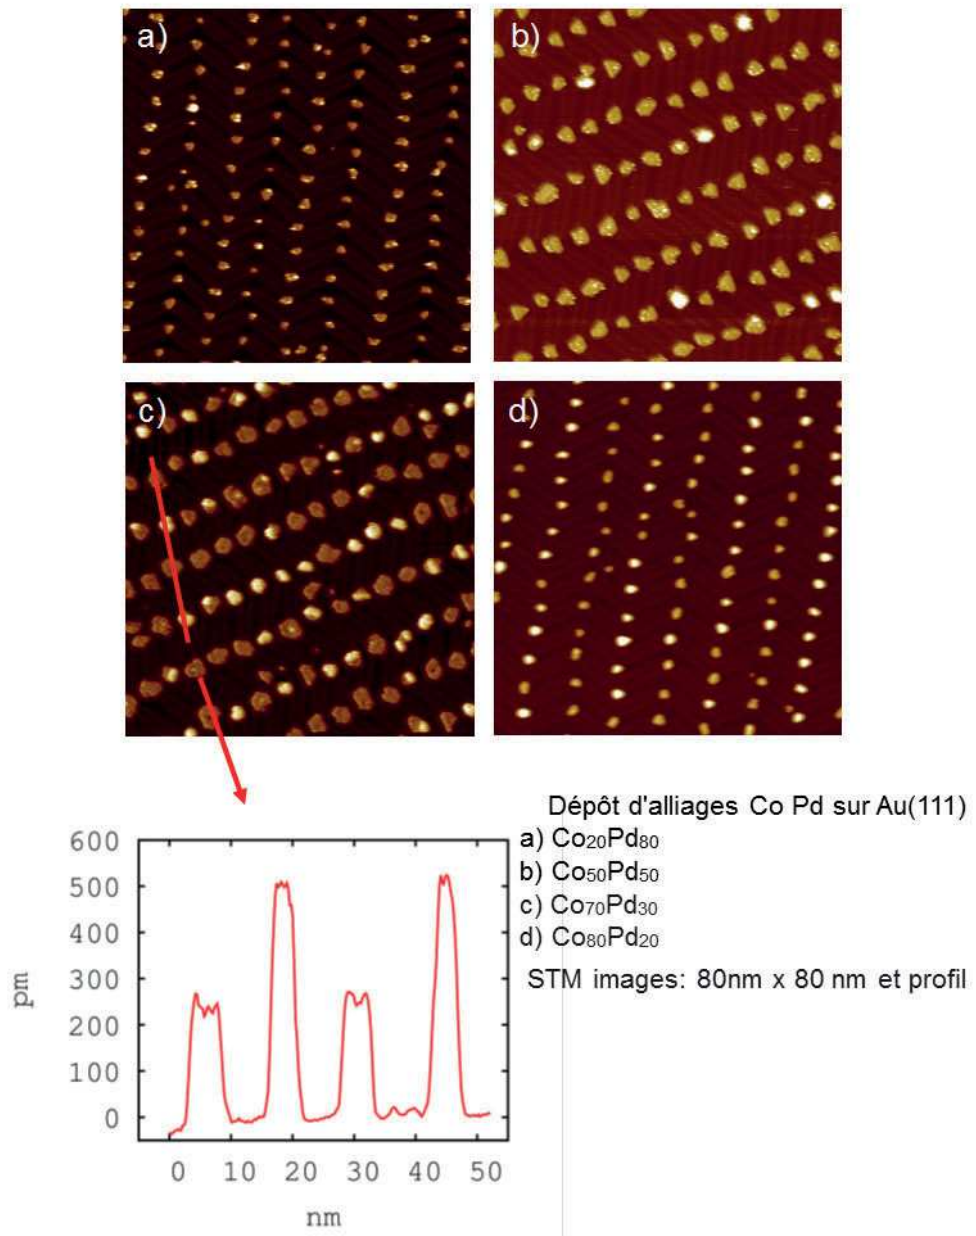 a)
b)
c)
d)
Dépôt d'alliages Co Pd sur Au(111)
a) Co20Pd80
b) Co50Pd50
c) Co70Pd30
d) Co80Pd20
STM images: 80nm x 80 nm et profil
600
500
400
300
200
100
0
pm
0 10 20 30 40 50
nm